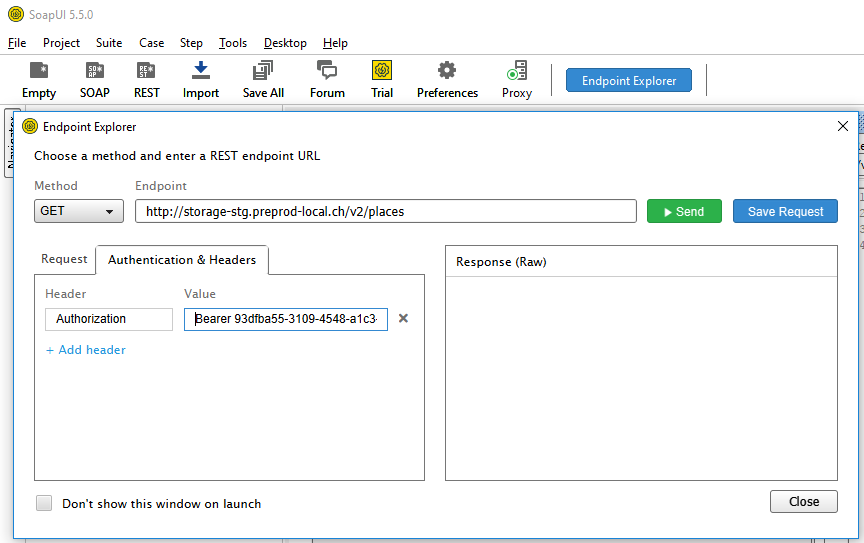 SoapUI 5.5.0
File Project Suite Case Step Tools Desktop Help
Empty SOAP REST Import Save All Forum Trial Preferences Proxy Endpoint Explorer
Endpoint Explorer
Choose a method and enter a REST endpoint URL
Method Endpoint
GET http://storage-stg.preprod-local.ch/v2/places Send Save Request
Request Authentication & Headers Response (Raw)
Header Value
Authorization Bearer 93dfba55-3109-4548-a1c3-
+ Add header
Don't show this window on launch Close